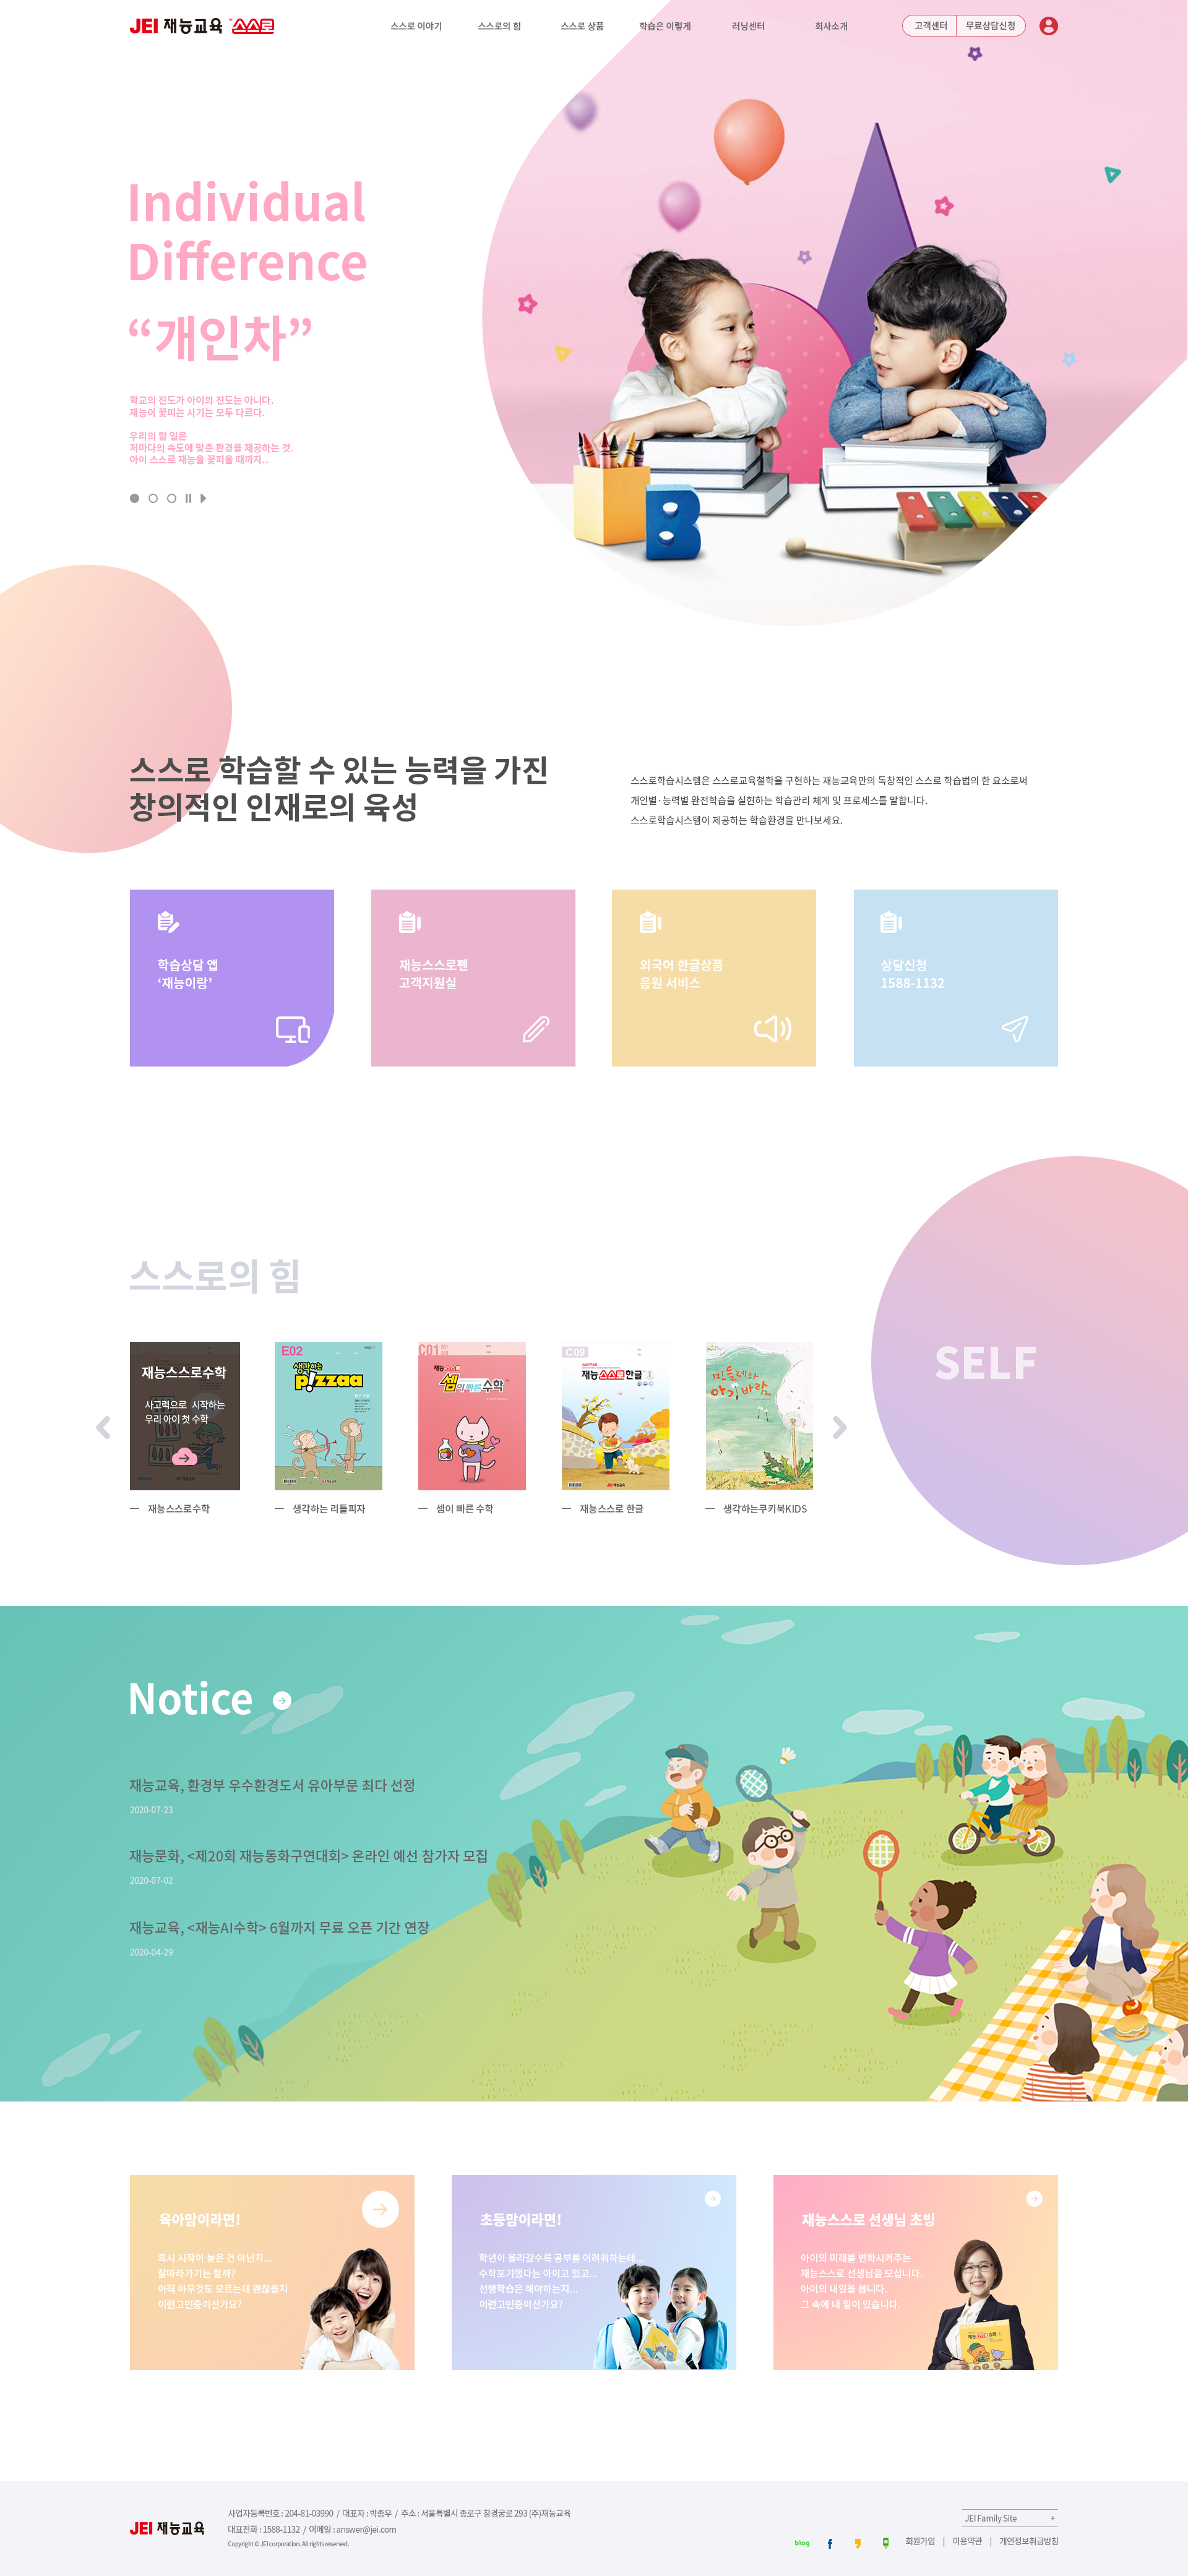 JEI 재능교육 스스로
스스로 이야기
스스로의 힘
스스로 상품
학습은 이렇게
러닝센터
회사소개
고객센터
무료상담신청
Individual
Difference
“개인차”
학교의 진도가 아이의 진도는 아니다.
재능이 꽃피는 시기는 모두 다르다.
우리의 할 일은
저마다의 속도에 맞춘 환경을 제공하는 것.
아이 스스로 재능을 꽃피울 때까지..
B
스스로 학습할 수 있는 능력을 가진
창의적인 인재로의 육성
스스로학습시스템은 스스로교육철학을 구현하는 재능교육만의 독창적인 스스로 학습법의 한 요소로써
개인별·능력별 완전학습을 실현하는 학습관리 체계 및 프로세스를 말합니다.
스스로학습시스템이 제공하는 학습환경을 만나보세요.
학습상담 앱
‘재능이랑’
재능스스로펜
고객지원실
외국어 한글상품
음원 서비스
상담신청
1588-1132
스스로의 힘
SELF
재능스스로수학
사고력으로 시작하는
우리 아이 첫 수학
E02
생각하는
pizzaa
C01
재능스스로
셈이빠른수학
C09
재능스스로한글
민들레와
아기바람
재능스스로수학
생각하는 리틀피자
셈이 빠른 수학
재능스스로 한글
생각하는쿠키북KIDS
Notice
재능교육, 환경부 우수환경도서 유아부문 최다 선정
2020-07-23
재능문화, <제20회 재능동화구연대회> 온라인 예선 참가자 모집
2020-07-02
재능교육, <재능AI수학> 6월까지 무료 오픈 기간 연장
2020-04-29
육아맘이라면!
혹시 시작이 늦은 건 아닌지...
잘따라가기는 할까?
아직 아무것도 모르는데 괜찮을지
이런고민중이신가요?
초등맘이라면!
학년이 올라갈수록 공부를 어려워하는데...
수학포기했다는 아이고 있고...
선행학습은 해야하는지...
이런고민중이신가요?
재능스스로 선생님 초빙
아이의 미래를 변화시켜주는
재능스스로 선생님을 모십니다.
아이의 내일을 봅니다.
그 속에 내 일이 있습니다.
JEI 재능교육
사업자등록번호 : 204-81-03990 / 대표자 : 박종우 / 주소 : 서울특별시 종로구 창경궁로 293 (주)재능교육
대표전화 : 1588-1132 / 이메일 : answer@jei.com
Copyright © JEI corporation. All rights reserved.
JEI Family Site +
blog
f
회원가입 | 이용약관 | 개인정보취급방침